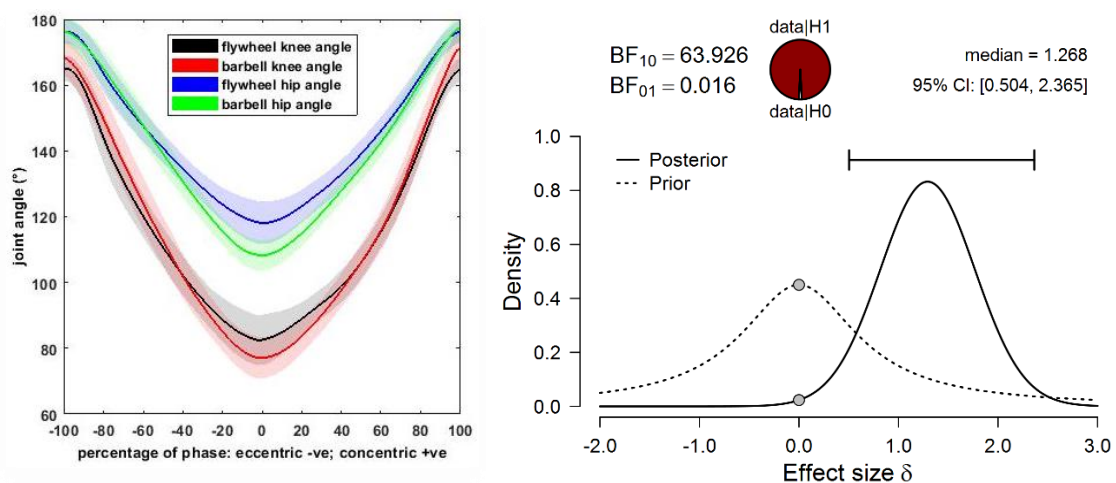 180
160
140
120
100
80
60
-100 -80 -60 -40 -20 0 20 40 60 80 100
joint angle (°)
percentage of phase: eccentric -ve; concentric +ve
flywheel knee angle
barbell knee angle
flywheel hip angle
barbell hip angle
data|H1
BF10 = 63.926
BF01 = 0.016
data|H0
median = 1.268
95% CI: [0.504, 2.365]
Posterior
Prior
1.0
0.8
0.6
0.4
0.2
0.0
Density
-2.0 -1.0 0.0 1.0 2.0 3.0
Effect size δ